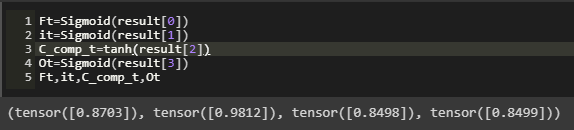 1 Ft=Sigmoid(result[0])
2 it=Sigmoid(result[1])
3 C_comp_t=tanh(result[2])
4 Ot=Sigmoid(result[3])
5 Ft,it,C_comp_t,Ot
(tensor([0.8703]), tensor([0.9812]), tensor([0.8498]), tensor([0.8499]))